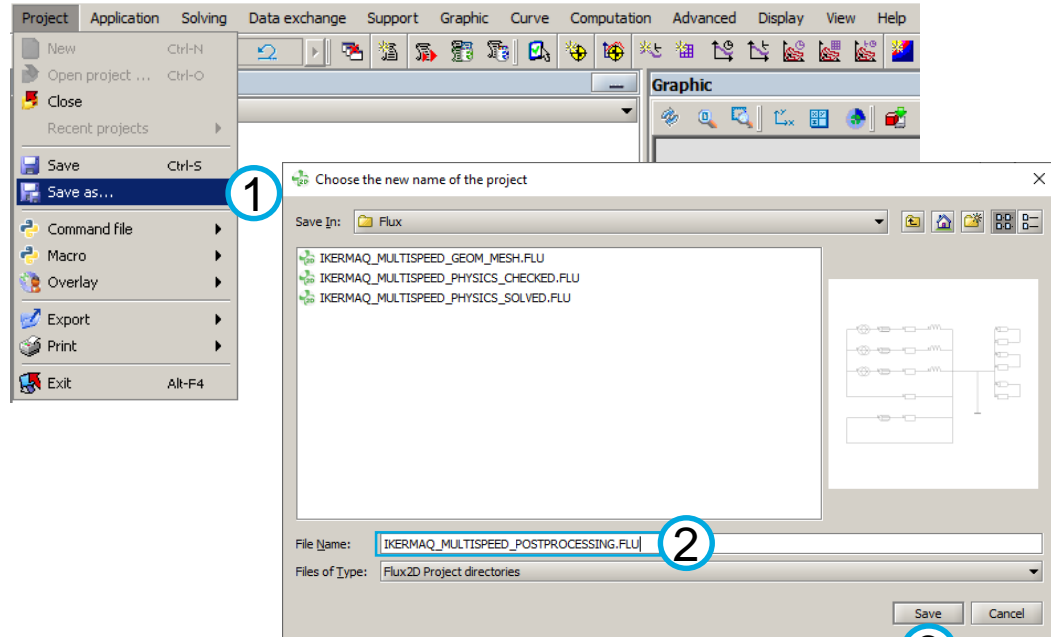 Project Application Solving Data exchange Support Graphic Curve Computation Advanced Display View Help
New Ctrl-N
Open project ... Ctrl-O
Close
Recent projects
Save Ctrl-S
Save as...
Command file
Macro
Overlay
Export
Print
Exit Alt-F4
Graphic
1
Choose the new name of the project
Save In: Flux
IKERMAQ_MULTISPEED_GEOM_MESH.FLU
IKERMAQ_MULTISPEED_PHYSICS_CHECKED.FLU
IKERMAQ_MULTISPEED_PHYSICS_SOLVED.FLU
File Name: IKERMAQ_MULTISPEED_POSTPROCESSING.FLU
2
Files of Type: Flux2D Project directories
Save Cancel